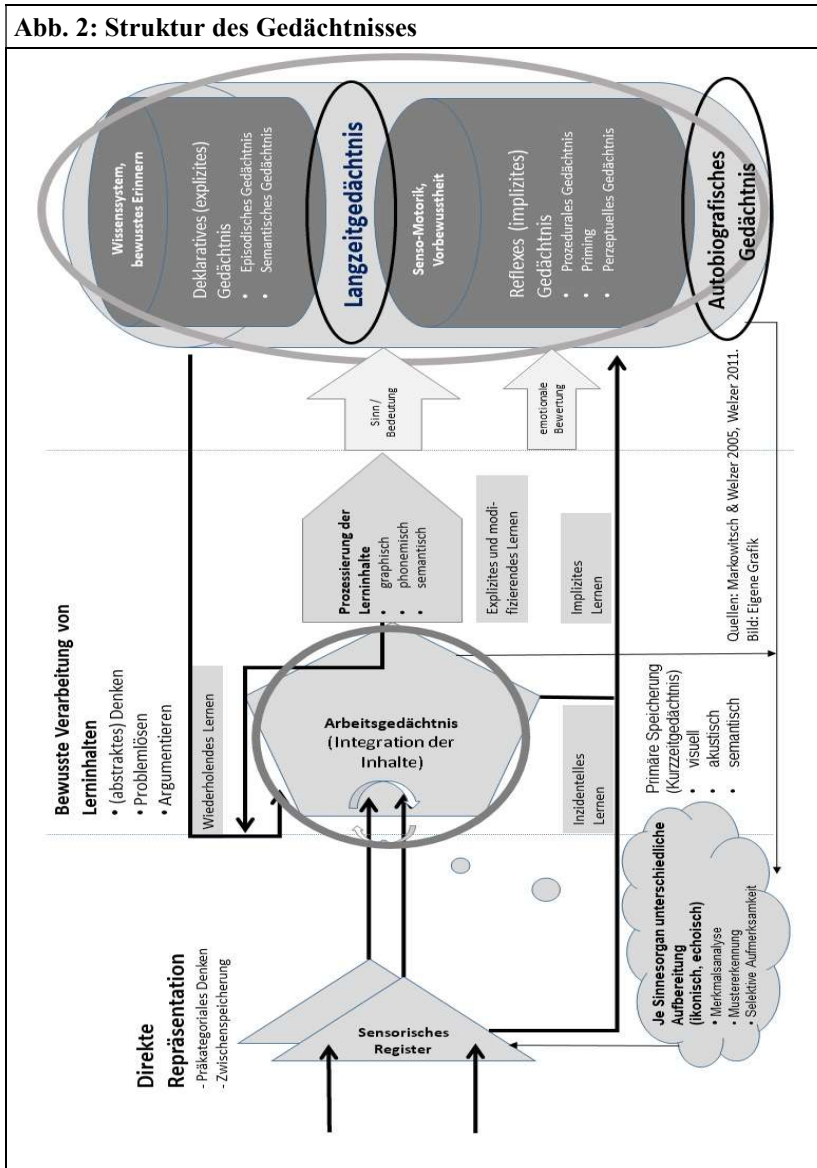 Abb. 2: Struktur des Gedächtnisses
Direkte
Repräsentation
- Präkategoriales Denken
- Zwischenspeicherung
Sensorisches
Register
Je Sinnesorgan unterschiedliche
Aufbereitung
(ikonisch, echoisch)
• Merkmalsanalyse
• Mustererkennung
• Selektive Aufmerksamkeit
Bewusste Verarbeitung von
Lerninhalten
• (abstraktes) Denken
• Problemlösen
• Argumentieren
Wiederholendes Lernen
Arbeitsgedächtnis
(Integration der
Inhalte)
Inzidentelles
Lernen
Primäre Speicherung
(Kurzzeitgedächtnis)
• visuell
• akustisch
• semantisch
Prozessierung der
Lerninhalte
• graphisch
• phonemisch
• semantisch
Explizites und modi-
fizierendes Lernen
Implizites
Lernen
Sinn /
Bedeutung
emotionale
Bewertung
Wissenssystem,
bewusstes Erinnern
Deklaratives (explizites)
Gedächtnis
• Episodisches Gedächtnis
• Semantisches Gedächtnis
Langzeitgedächtnis
Senso-Motorik,
Vorbewusstheit
Reflexes (implizites)
Gedächtnis
• Prozedurales Gedächtnis
• Priming
• Perzeptuelles Gedächtnis
Autobiografisches
Gedächtnis
Quellen: Markowitsch & Welzer 2005, Welzer 2011.
Bild: Eigene Grafik